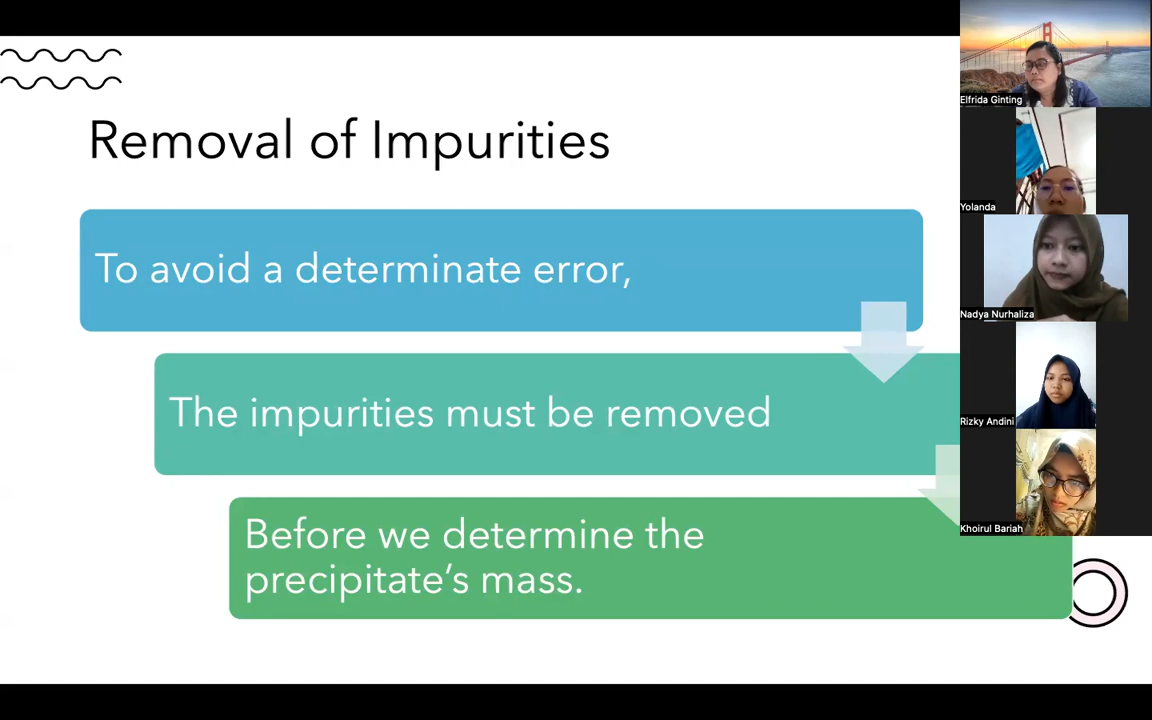 Removal of Impurities
To avoid a determinate error,
The impurities must be removed
Before we determine the
precipitate’s mass.
Elfrida Ginting
Yolanda
Nadya Nurhaliza
Rizky Andini
Khoirul Bariah